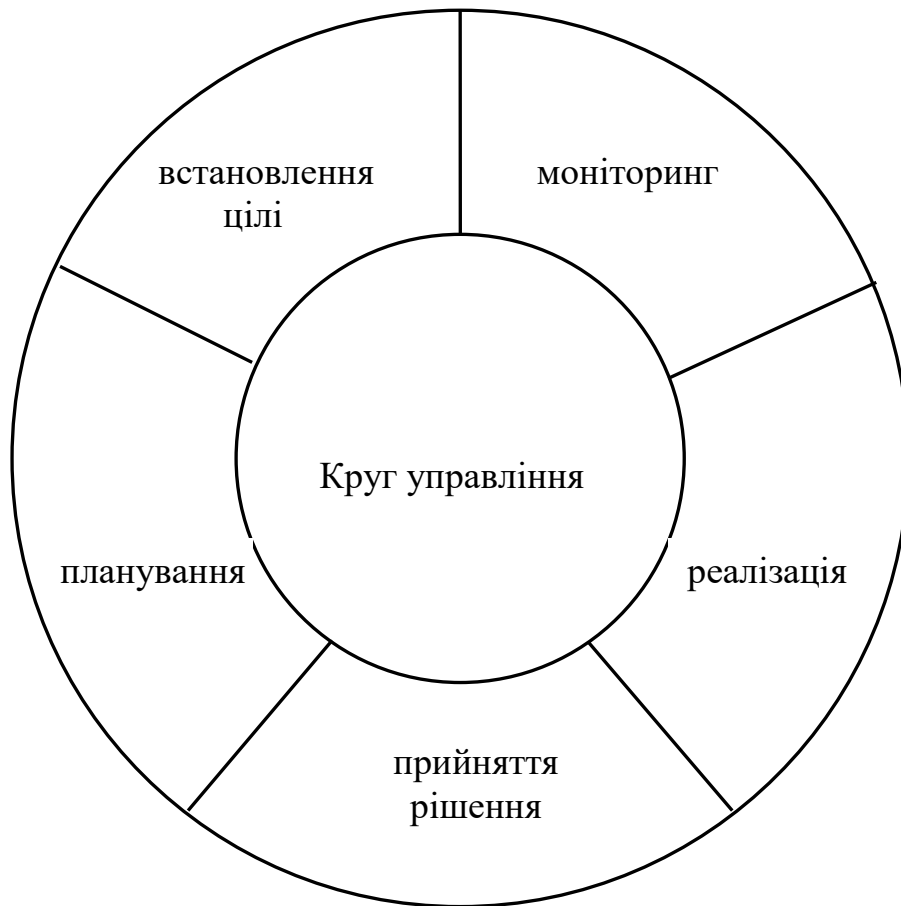 встановлення
цілі
моніторинг
Круг управління
планування
реалізація
прийняття
рішення